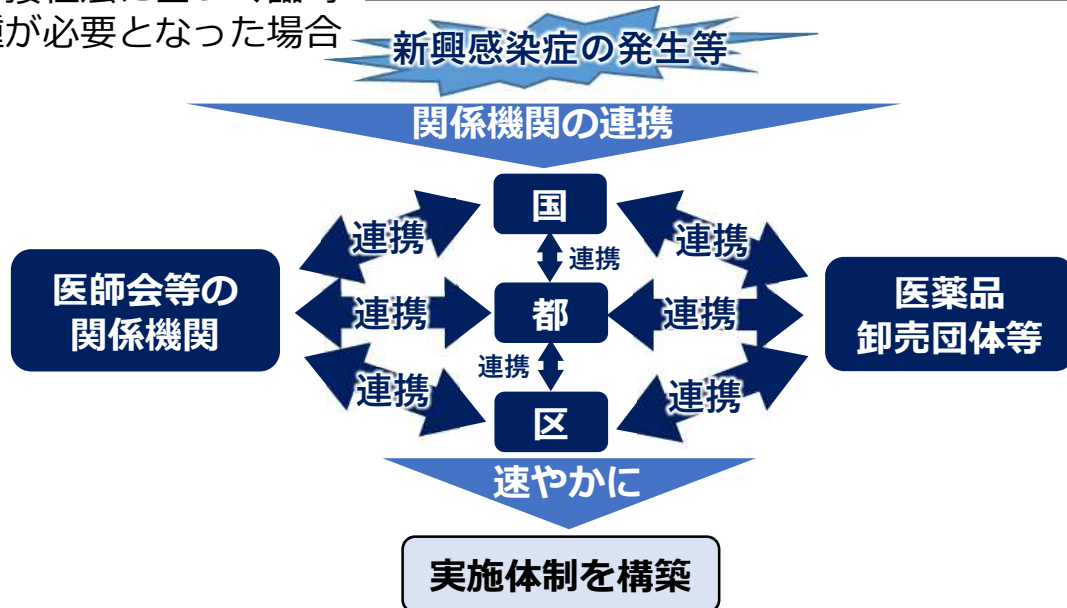 種が必要となった場合
新興感染症の発生等
関係機関の連携
国
連携
連携
連携
医師会等の
関係機関
連携
都
連携
医薬品
卸売団体等
連携
連携
連携
区
速やかに
実施体制を構築